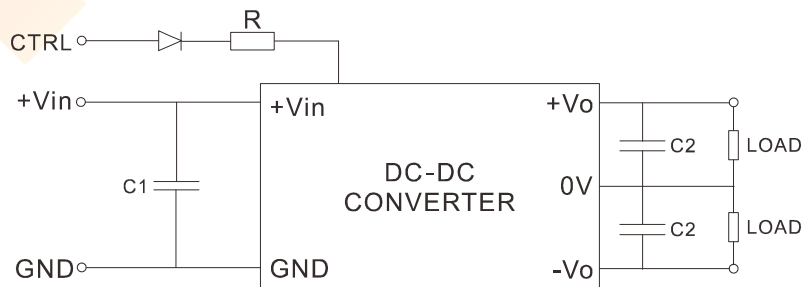 R
CTRL
+Vin
+Vin
+Vo
C1
DC-DC
CONVERTER
C2
LOAD
0V
C2
LOAD
GND
GND
-Vo